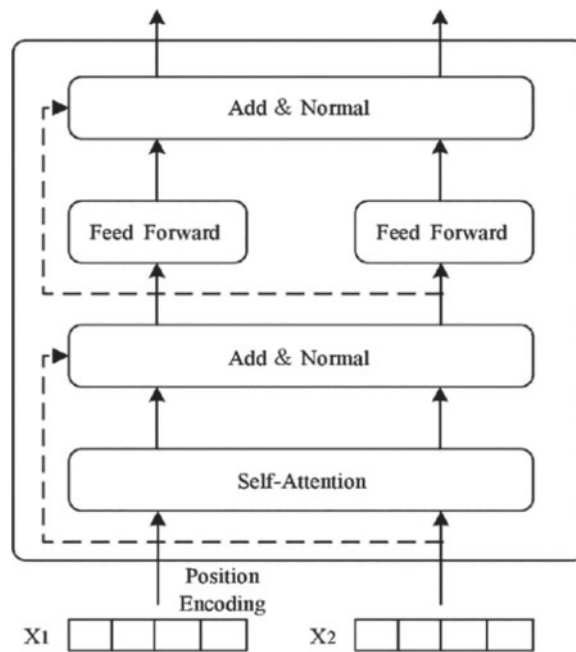 Add & Normal
Feed Forward Feed Forward
Add & Normal
Self-Attention
Position
Encoding
X1 X2